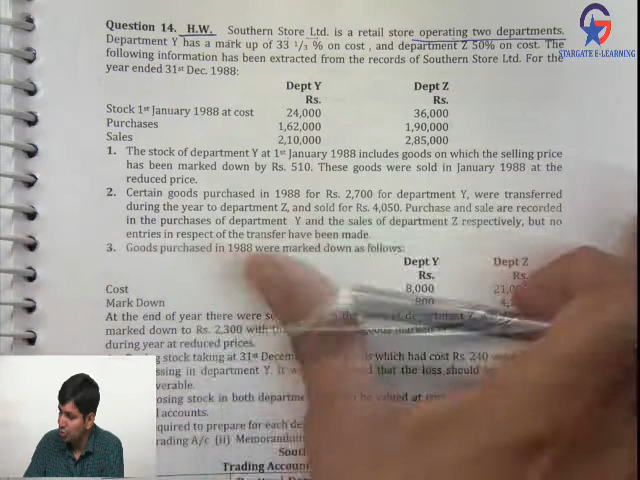 STARGATE E-LEARNING
Question 14. H.W. Southern Store Ltd. is a retail store operating two departments.
Department Y has a mark up of 33 1/3 % on cost , and department Z 50% on cost. The
following information has been extracted from the records of Southern Store Ltd. For the
year ended 31st Dec. 1988:
Dept Y Dept Z
Rs. Rs.
Stock 1st January 1988 at cost 24,000 36,000
Purchases 1,62,000 1,90,000
Sales 2,10,000 2,85,000
1. The stock of department Y at 1st January 1988 includes goods on which the selling price
has been marked down by Rs. 510. These goods were sold in January 1988 at the
reduced price.
2. Certain goods purchased in 1988 for Rs. 2,700 for department Y, were transferred
during the year to department Z, and sold for Rs. 4,050. Purchase and sale are recorded
in the purchases of department Y and the sales of department Z respectively, but no
entries in respect of the transfer have been made.
3. Goods purchased in 1988 were marked down as follows:
Dept Y Dept Z
Rs. Rs.
Cost 8,000
Mark Down
At the end of year there were
marked down to Rs. 2,300 with
during year at reduced prices.
stock taking at 31st which had cost Rs. 240
in department Y. It that the loss should
stock in both to be valued at
accounts.
to prepare for each
A/c (ii)
Trading